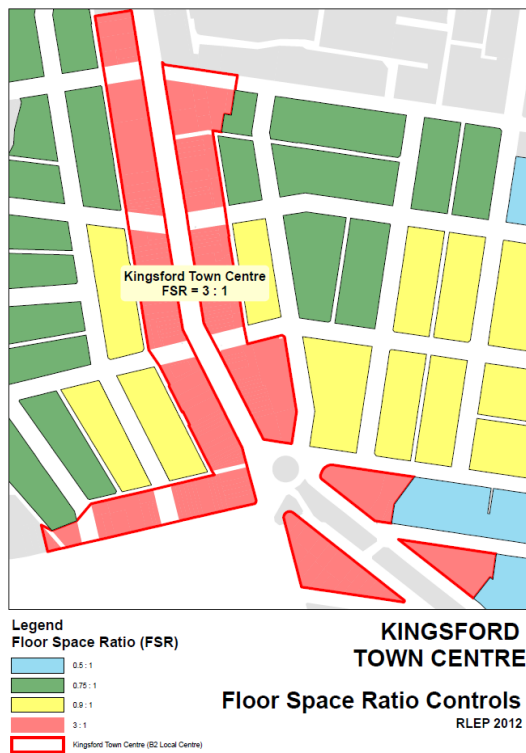 Kingsford Town Centre
FSR = 3 : 1
Legend
Floor Space Ratio (FSR)
0.5 : 1
0.75 : 1
0.9 : 1
3 : 1
Kingsford Town Centre (B2 Local Centre)
KINGSFORD
TOWN CENTRE
Floor Space Ratio Controls
RLEP 2012